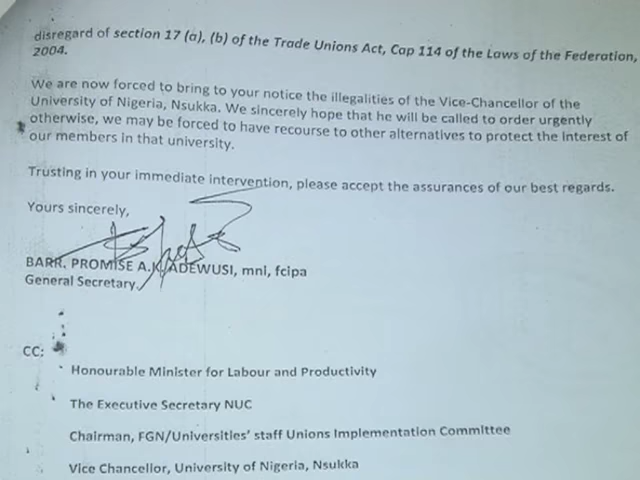 disregard of section 17 (a), (b) of the Trade Unions Act, Cap 114 of the Laws of the Federation,
2004.
We are now forced to bring to your notice the illegalities of the Vice-Chancellor of the
University of Nigeria, Nsukka. We sincerely hope that he will be called to order urgently
otherwise, we may be forced to have recourse to other alternatives to protect the interest of
our members in that university.
Trusting in your immediate intervention, please accept the assurances of our best regards.
Yours sincerely,
BARR. PROMISE A. ADEWUSI, mni, fcipa
General Secretary.
CC:
Honourable Minister for Labour and Productivity
The Executive Secretary NUC
Chairman, FGN/Universities' staff Unions Implementation Committee
Vice Chancellor, University of Nigeria, Nsukka